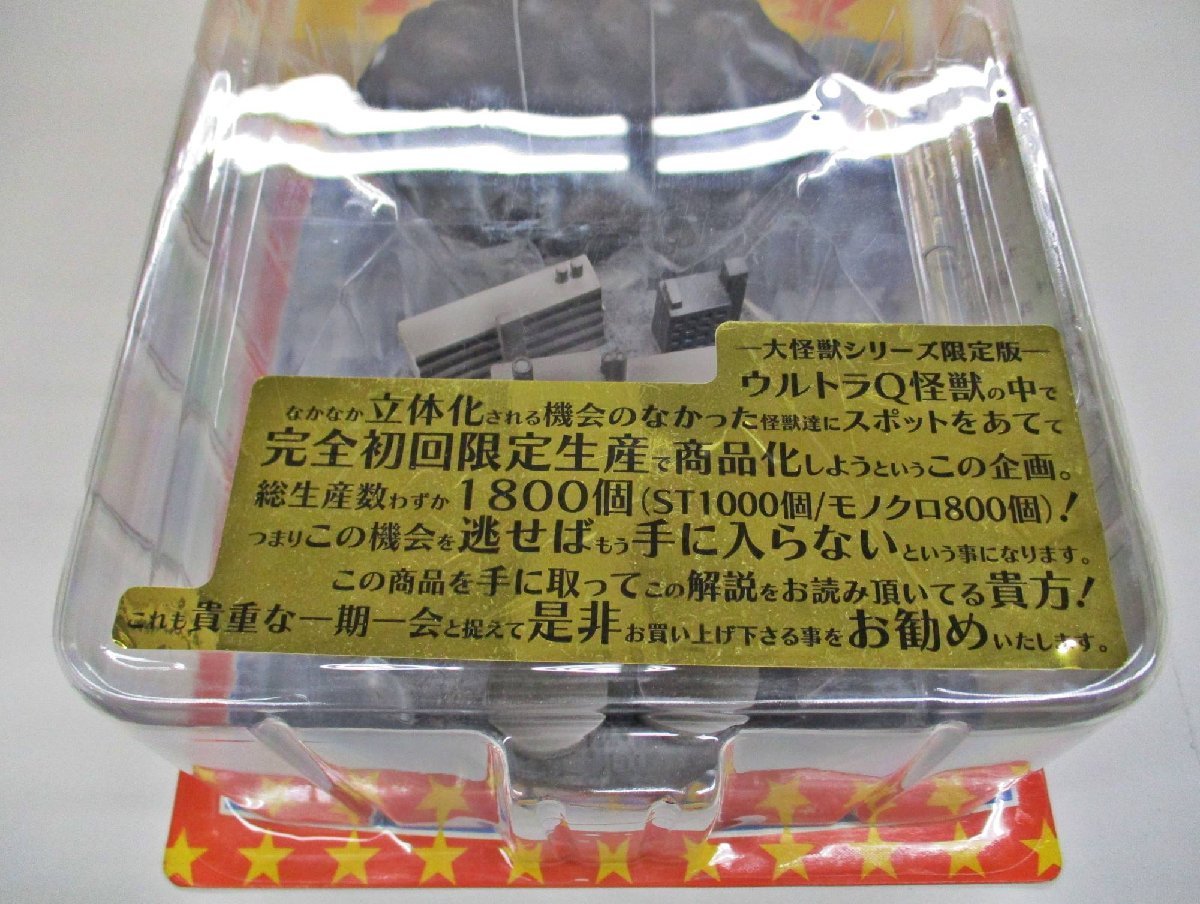 ―大怪獣シリーズ限定版―
ウルトラQ怪獣の中で
なかなか立体化される機会のなかった怪獣達にスポットをあてて
完全初回限定生産で商品化しようというこの企画。
総生産数わずか1800個(ST1000個/モノクロ800個)!
つまりこの機会を逃せばもう手に入らないという事になります。
この商品を手に取ってこの解説をお読み頂いてる貴方!
これも貴重な一期一会と捉えて是非お買い上げ下さる事をお勧めいたします。